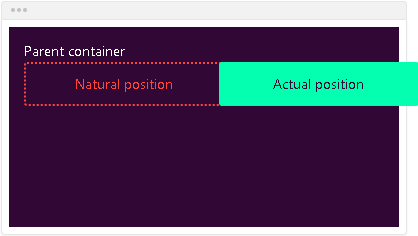 Parent container
Natural position
Actual position